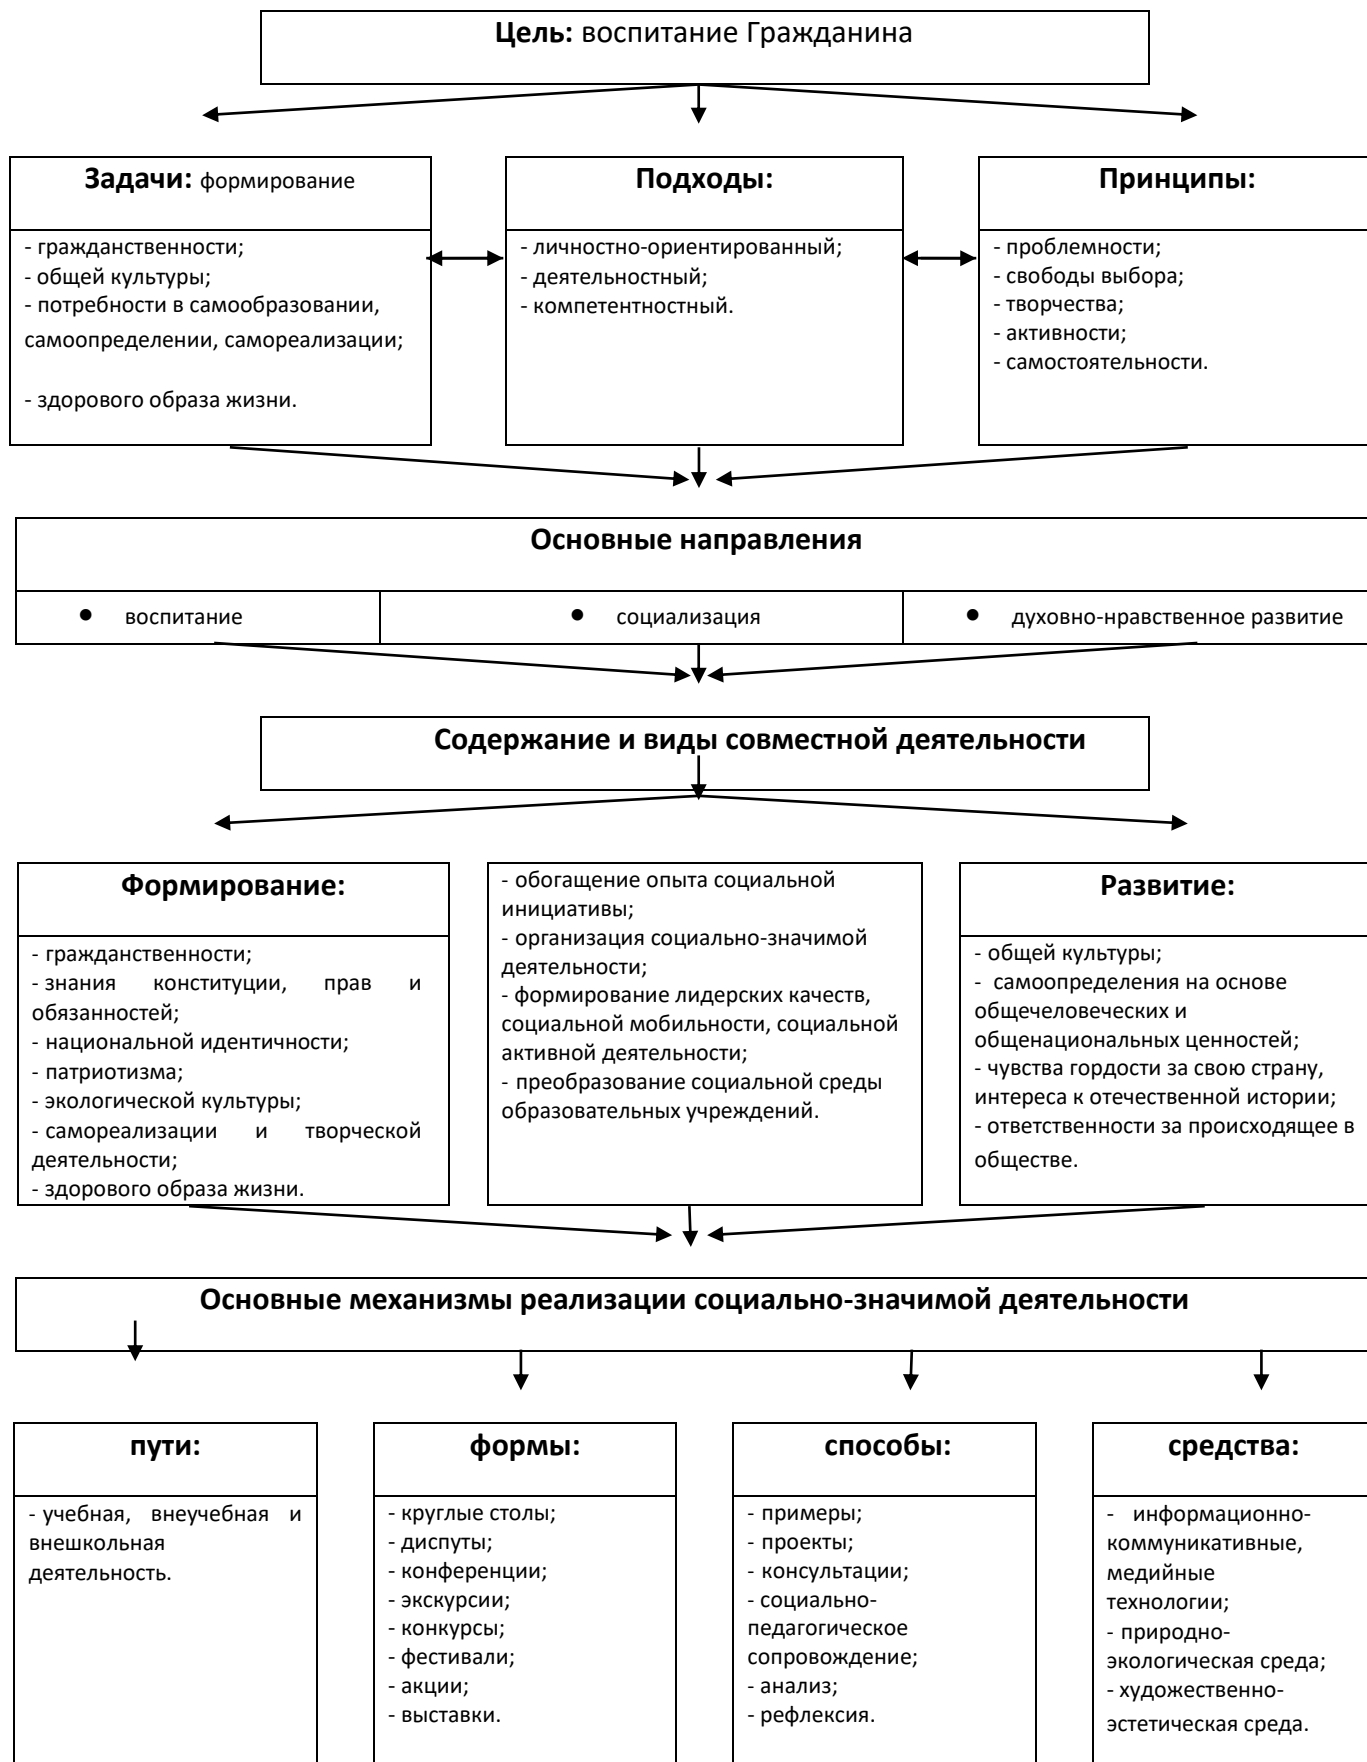 Цель: воспитание Гражданина
Задачи: формирование
- гражданственности;
- общей культуры;
- потребности в самообразовании,
самоопределении, самореализации;
- здорового образа жизни.
Подходы:
- личностно-ориентированный;
- деятельностный;
- компетентностный.
Принципы:
- проблемности;
- свободы выбора;
- творчества;
- активности;
- самостоятельности.
Основные направления
• воспитание
• социализация
• духовно-нравственное развитие
Содержание и виды совместной деятельности
Формирование:
- гражданственности;
- знания конституции, прав и
обязанностей;
- национальной идентичности;
- патриотизма;
- экологической культуры;
- самореализации и творческой
деятельности;
- здорового образа жизни.
- обогащение опыта социальной
инициативы;
- организация социально-значимой
деятельности;
- формирование лидерских качеств,
социальной мобильности, социальной
активной деятельности;
- преобразование социальной среды
образовательных учреждений.
Развитие:
- общей культуры;
- самоопределения на основе
общечеловеческих и
общенациональных ценностей;
- чувства гордости за свою страну,
интереса к отечественной истории;
- ответственности за происходящее в
обществе.
Основные механизмы реализации социально-значимой деятельности
пути:
- учебная, внеучебная и
внешкольная
деятельность.
формы:
- круглые столы;
- диспуты;
- конференции;
- экскурсии;
- конкурсы;
- фестивали;
- акции;
- выставки.
способы:
- примеры;
- проекты;
- консультации;
- социально-
педагогическое
сопровождение;
- анализ;
- рефлексия.
средства:
- информационно-
коммуникативные,
медийные
технологии;
- природно-
экологическая среда;
- художественно-
эстетическая среда.